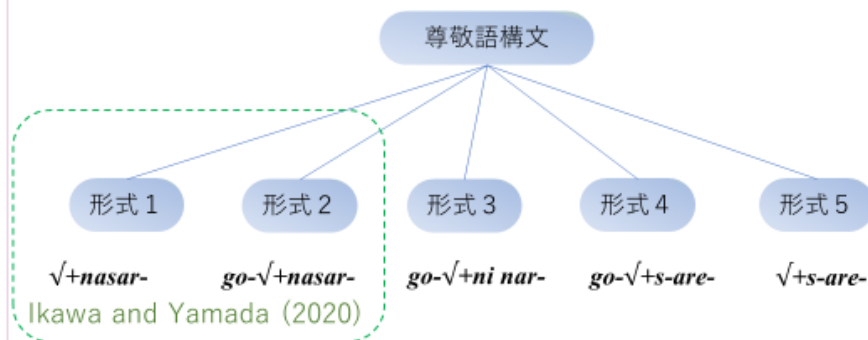 尊敬語構文
形式1 形式2 形式3 形式4 形式5
√+nasar- go-√+nasar- go-√+ni nar- go-√+s-are- √+s-are-
Ikawa and Yamada (2020)